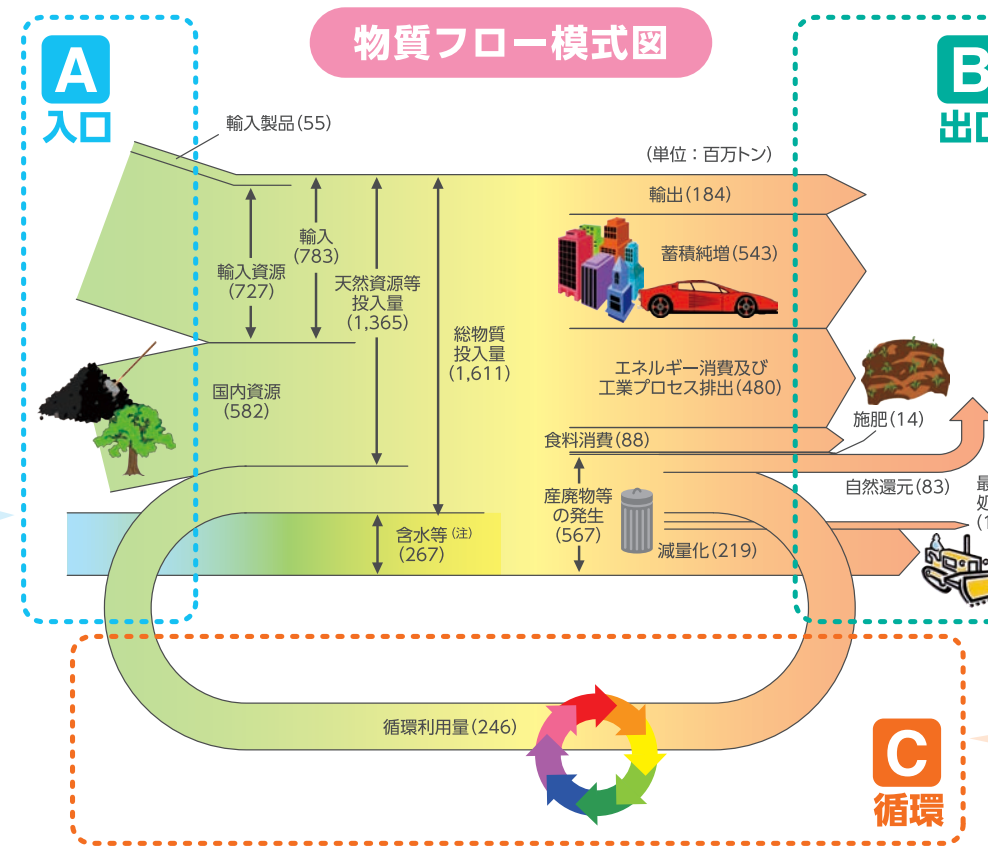 物質フロー模式図
A
入口
輸入製品(55)
(単位:百万トン)
輸入資源
(727)
輸入
(783)
天然資源等
投入量
(1,365)
総物質
投入量
(1,611)
国内資源
(582)
含水等(注)
(267)
輸出(184)
蓄積純増(543)
エネルギー消費及び
工業プロセス排出(480)
食料消費(88)
産廃物等
の発生
(567)
減量化(219)
B
出口
施肥(14)
自然還元(83)
最
処
(1
循環利用量(246)
C
循環